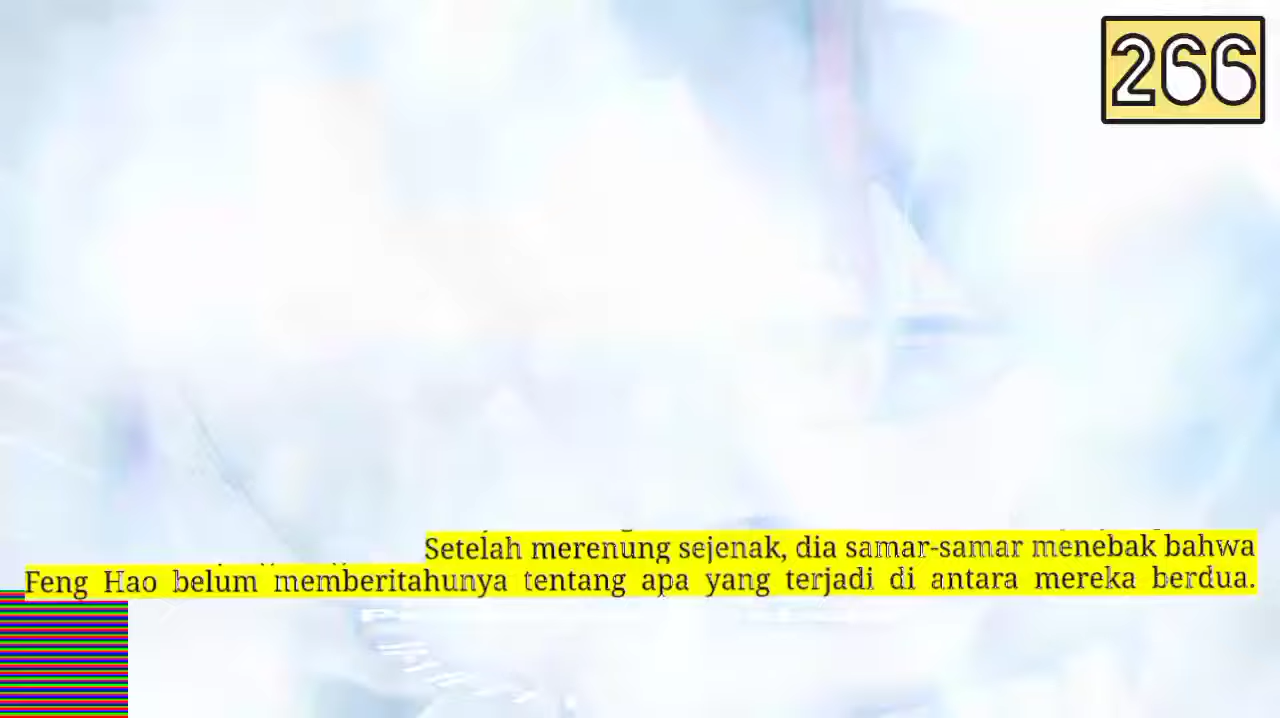 266
Setelah merenung sejenak, dia samar-samar menebak bahwa
Feng Hao belum memberitahunya tentang apa yang terjadi di antara mereka berdua.